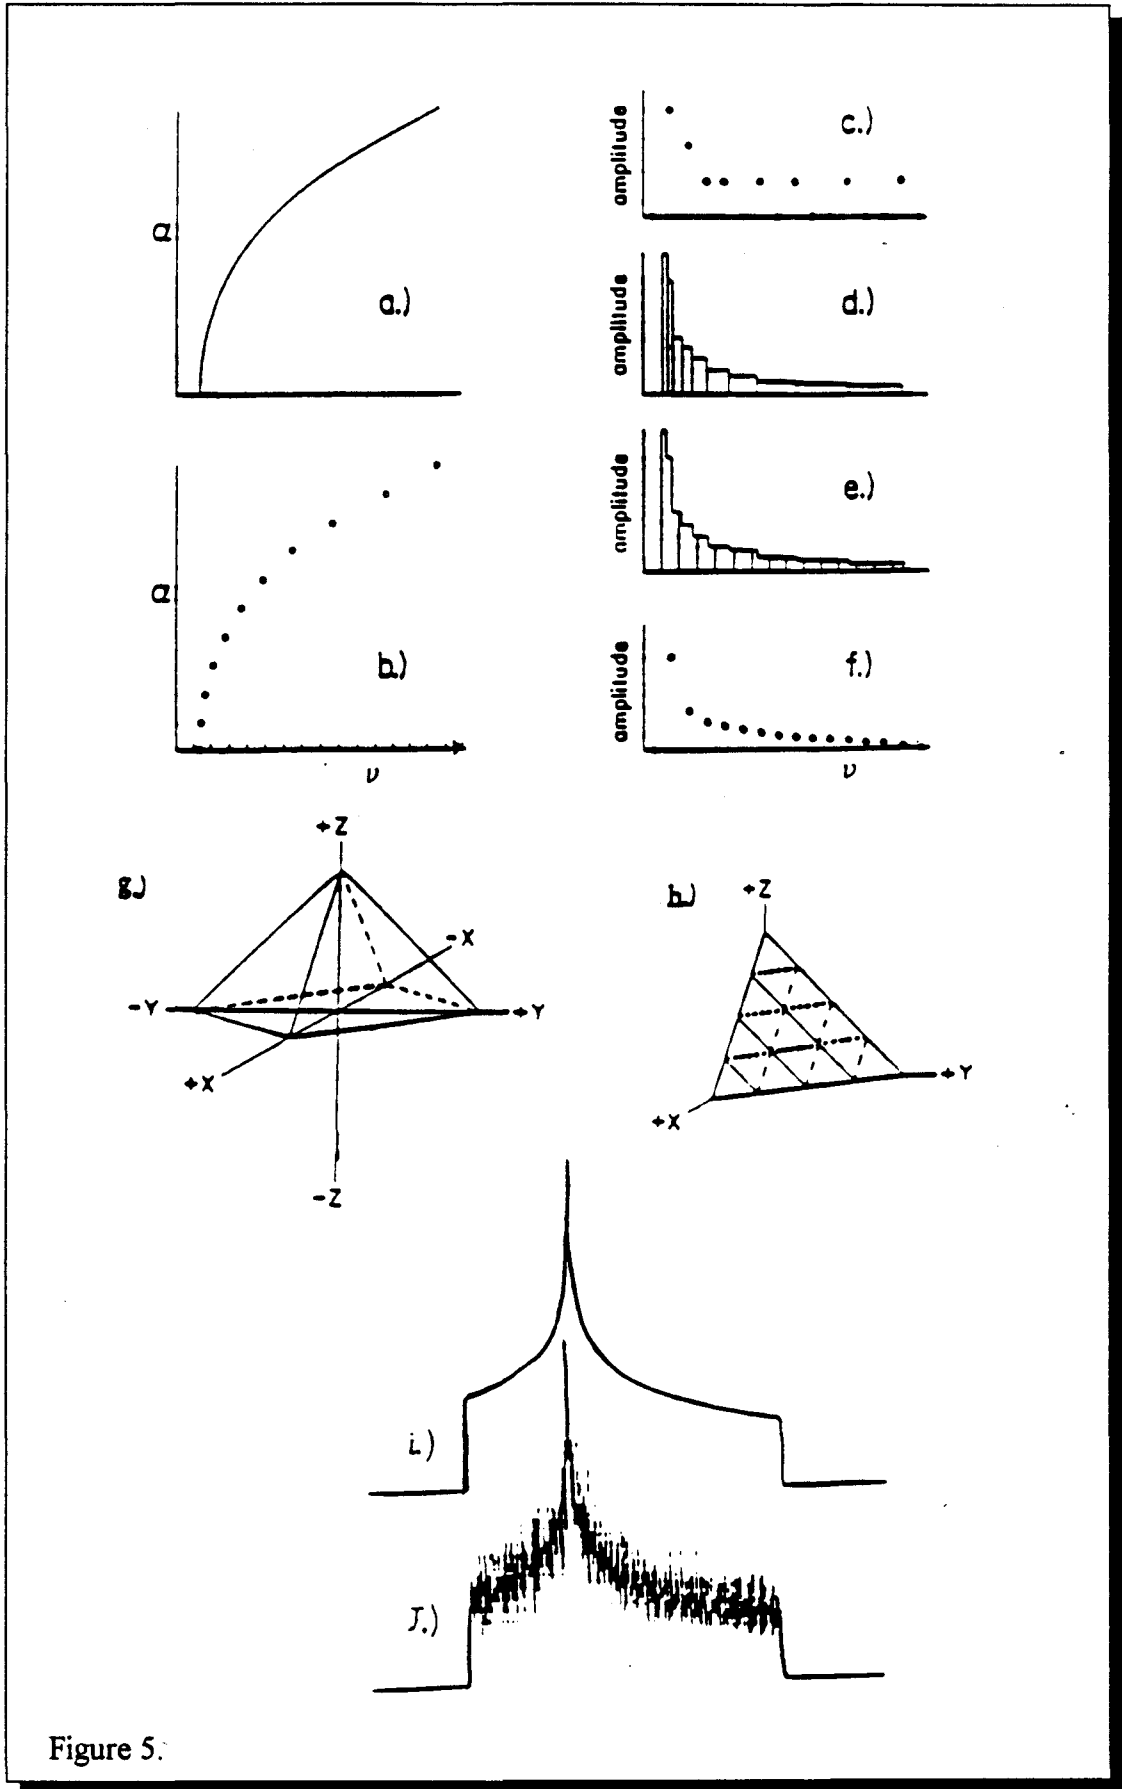 α
a.)
α
b.)
ν
amplitude
c.)
amplitude
d.)
amplitude
e.)
amplitude
f.)
ν
g.)
+Z
-X
-Y
+Y
+X
-Z
h.)
+Z
+Y
+X
i.)
J.)
Figure 5.